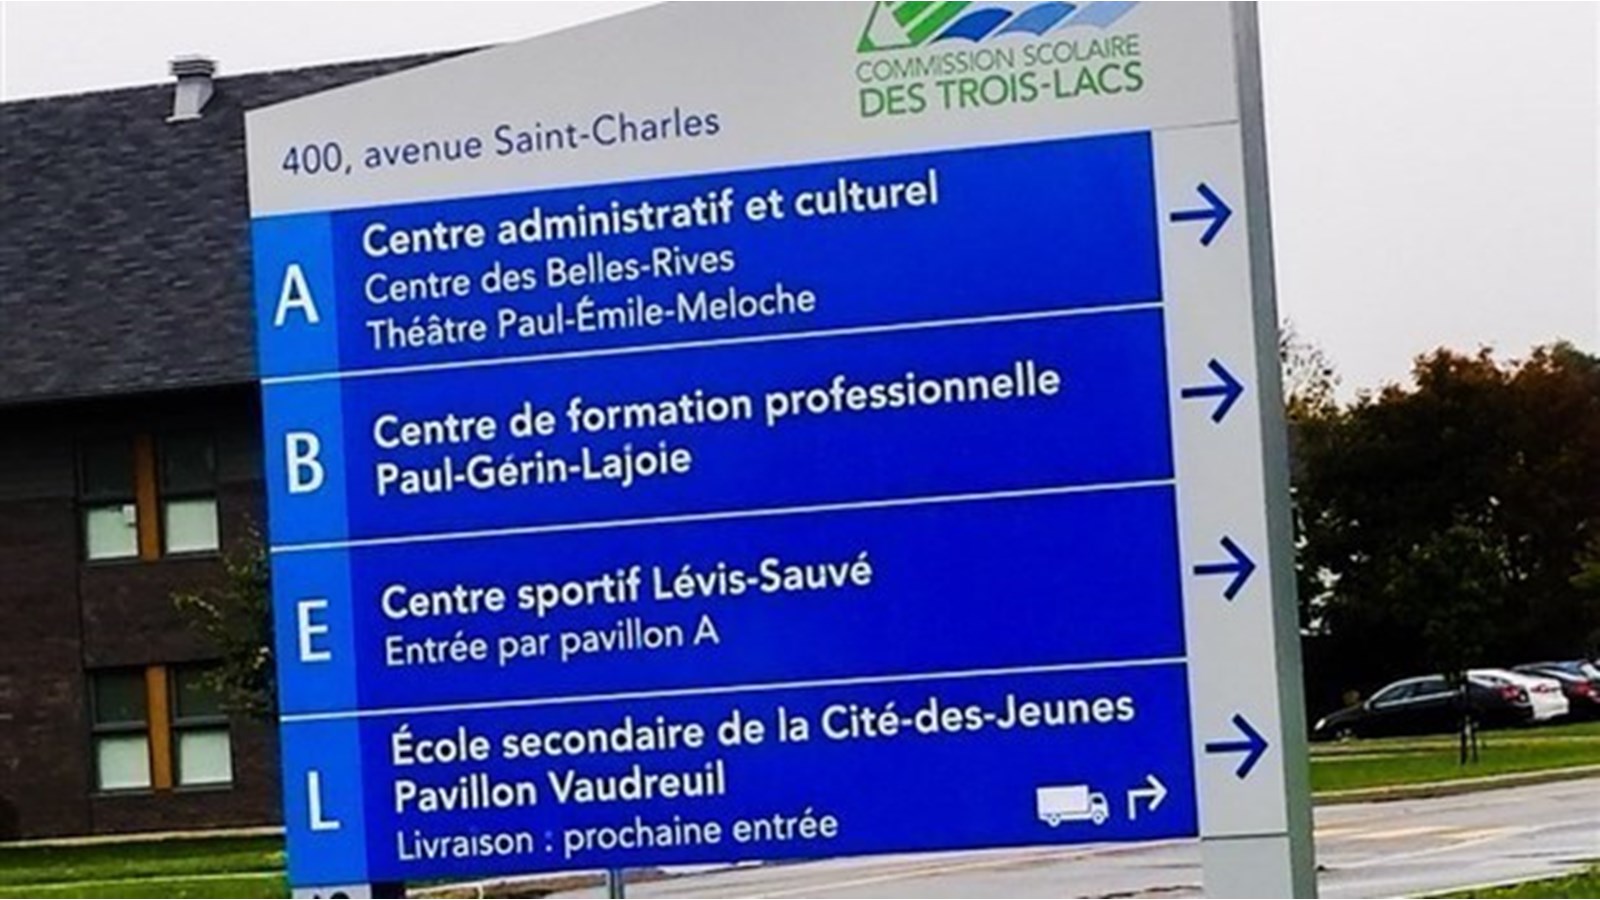 COMMISSION SCOLAIRE
DES TROIS-LACS
400, avenue Saint-Charles
A
Centre administratif et culturel
Centre des Belles-Rives
Théâtre Paul-Émile-Meloche
B
Centre de formation professionnelle
Paul-Gérin-Lajoie
E
Centre sportif Lévis-Sauvé
Entrée par pavillon A
L
École secondaire de la Cité-des-Jeunes
Pavillon Vaudreuil
Livraison : prochaine entrée